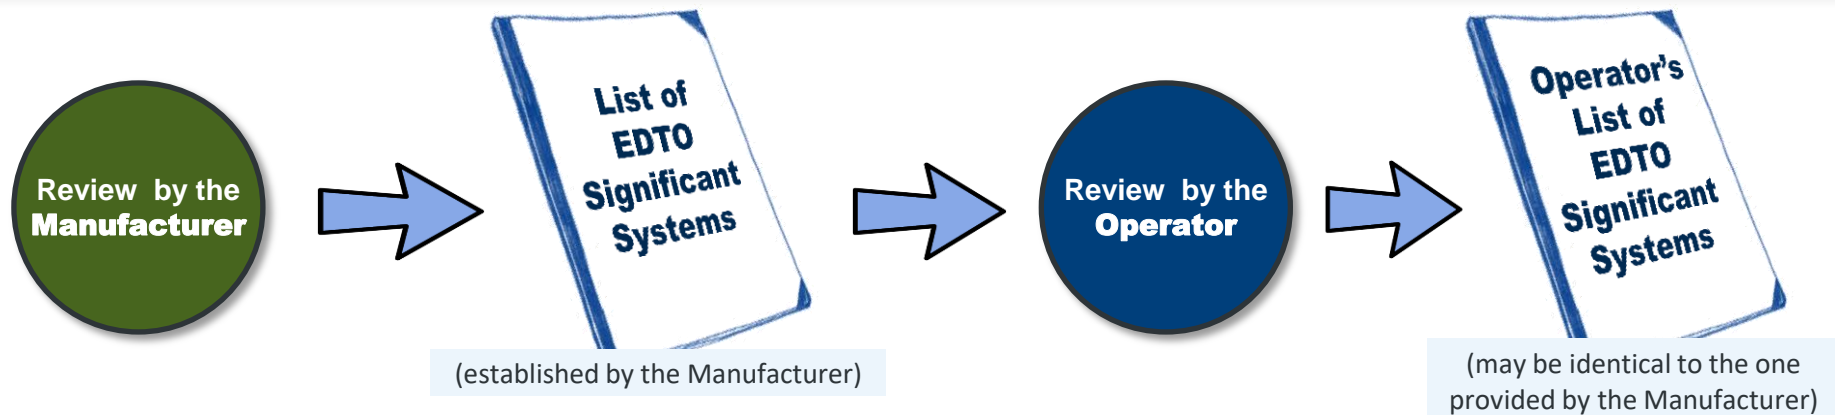 Review by the
Manufacturer
List of
EDTO
Significant
Systems
(established by the Manufacturer)
Review by the
Operator
Operator's
List of
EDTO
Significant
Systems
(may be identical to the one
provided by the Manufacturer)